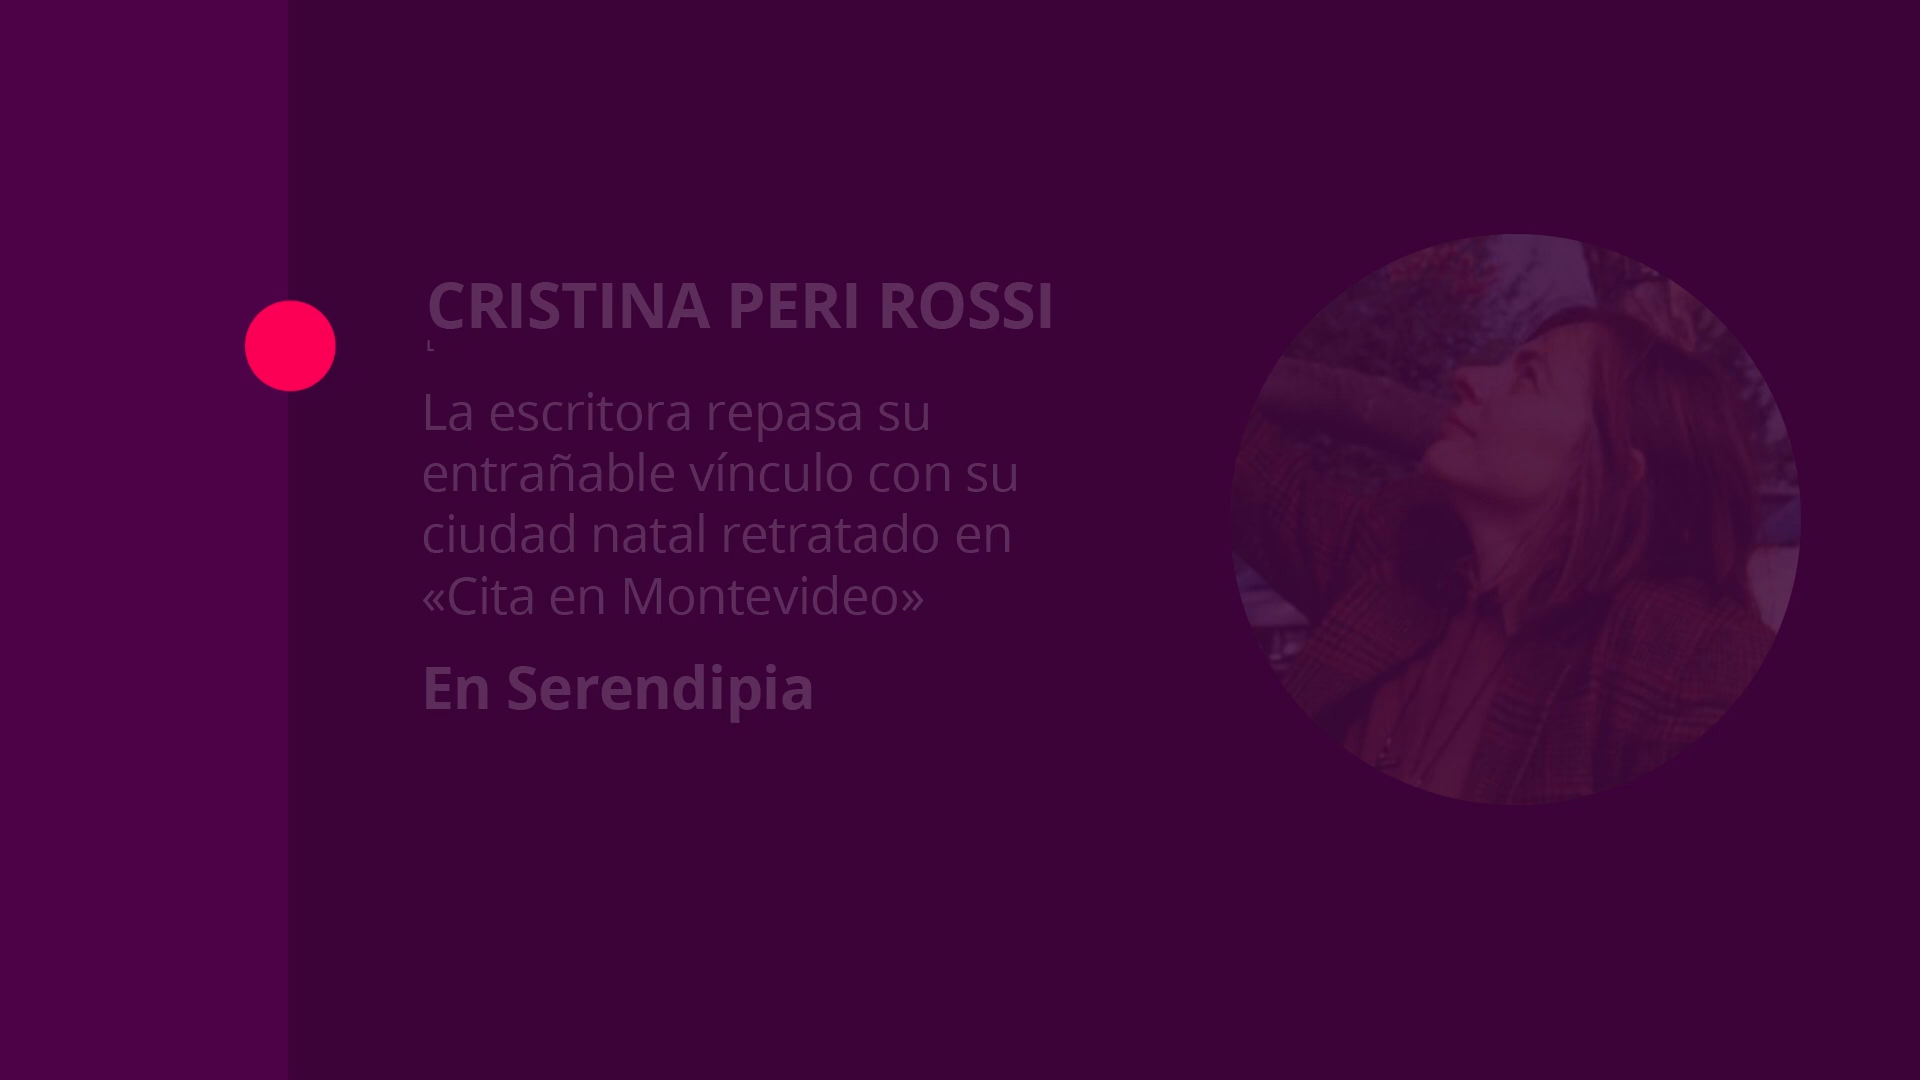 CRISTINA PERI ROSSI
L
La escritora repasa su
entrañable vínculo con su
ciudad natal retratado en
«Cita en Montevideo»
En Serendipia